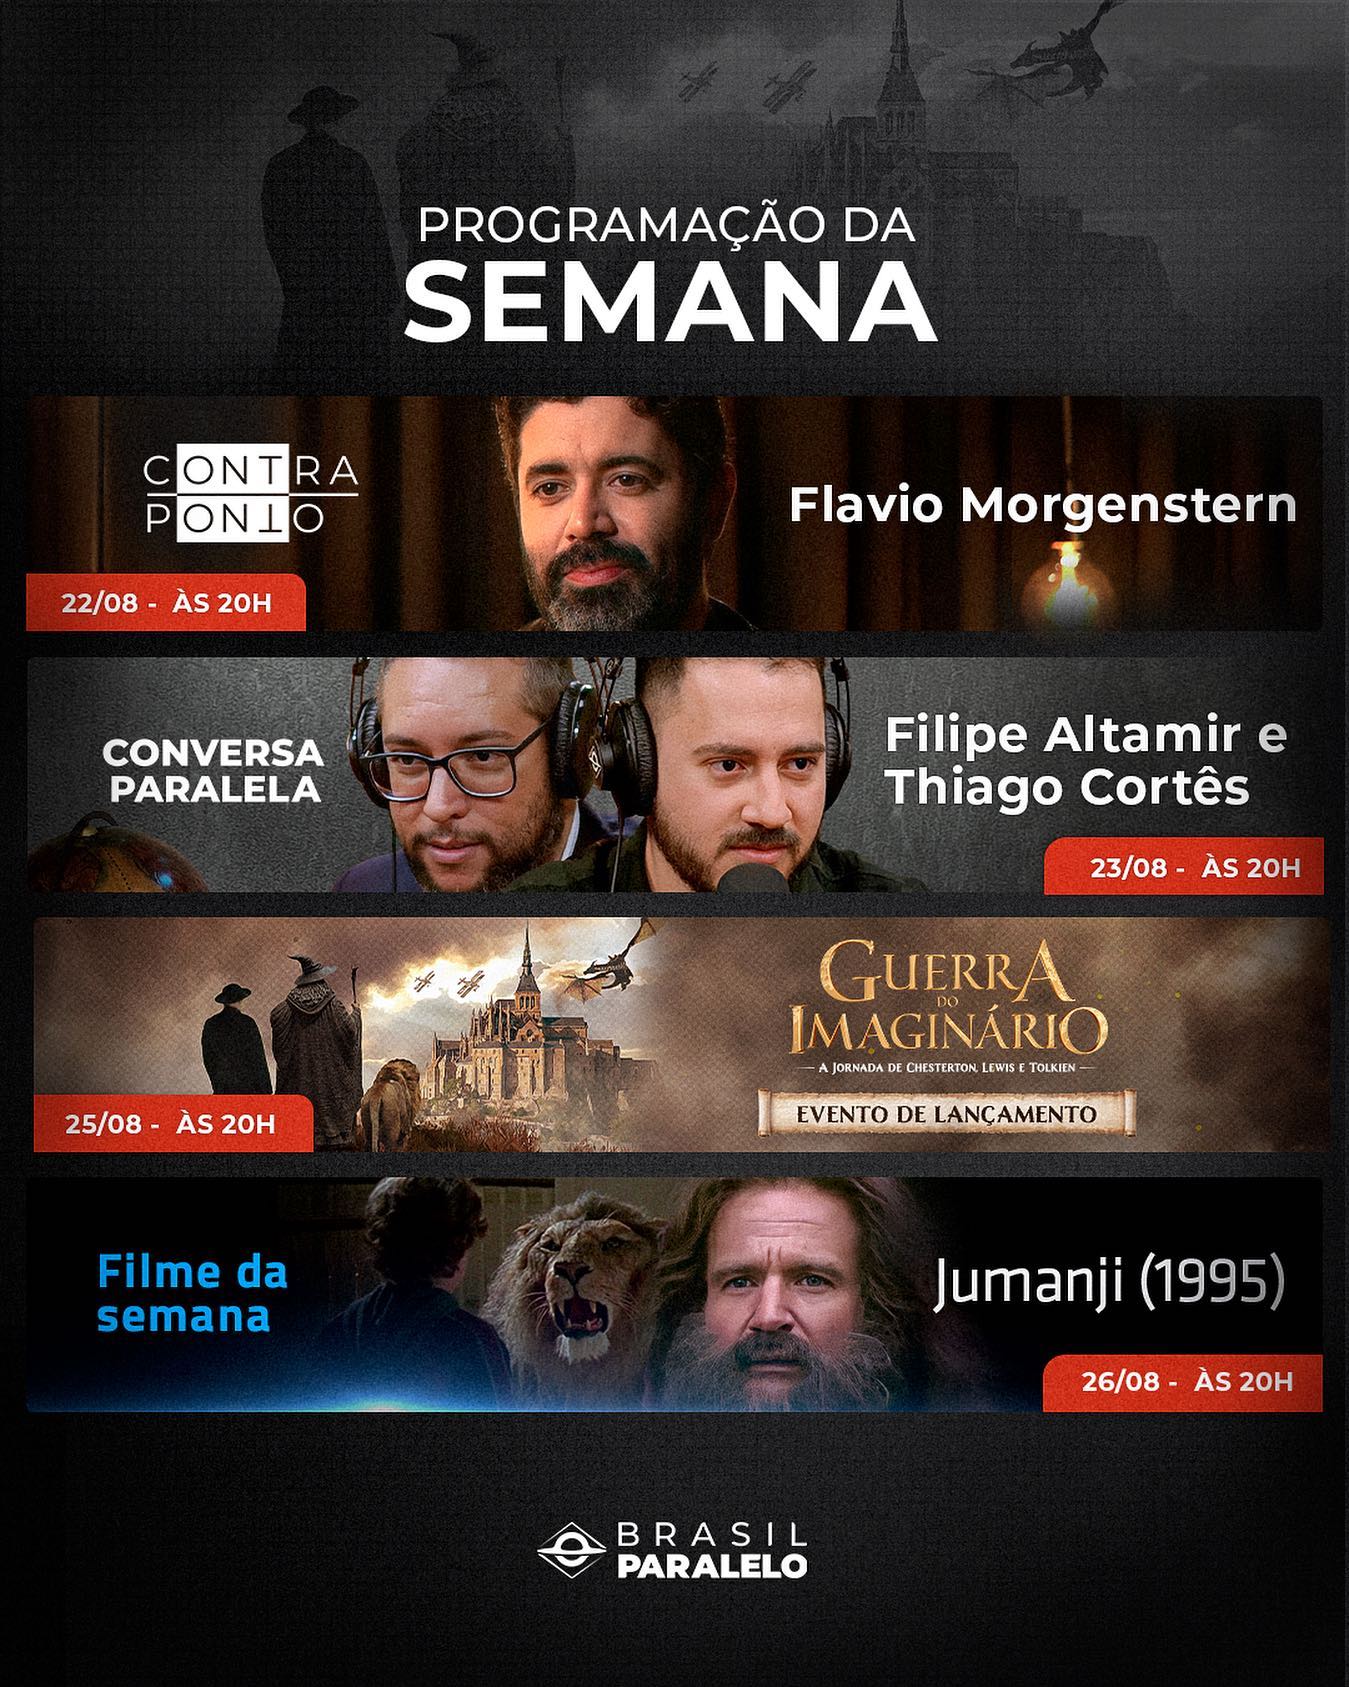 PROGRAMAÇÃO DA
SEMANA
CONTRA
PONTO
Flavio Morgenstern
22/08 - ÀS 20H
CONVERSA
PARALELA
Filipe Altamir e
Thiago Cortês
23/08 - ÀS 20H
GUERRA
DO
IMAGINÁRIO
A JORNADA DE CHESTERTON, LEWIS E TOLKIEN
EVENTO DE LANÇAMENTO
25/08 - ÀS 20H
Filme da
semana
Jumanji (1995)
26/08 - ÀS 20H
BRASIL
PARALELO